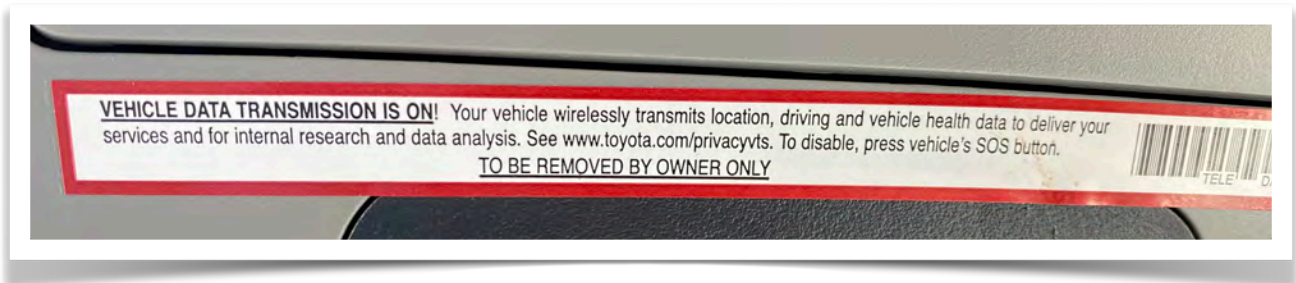 VEHICLE DATA TRANSMISSION IS ON! Your vehicle wirelessly transmits location, driving and vehicle health data to deliver your
services and for internal research and data analysis. See www.toyota.com/privacyvts. To disable, press vehicle's SOS button.
TO BE REMOVED BY OWNER ONLY
TELE